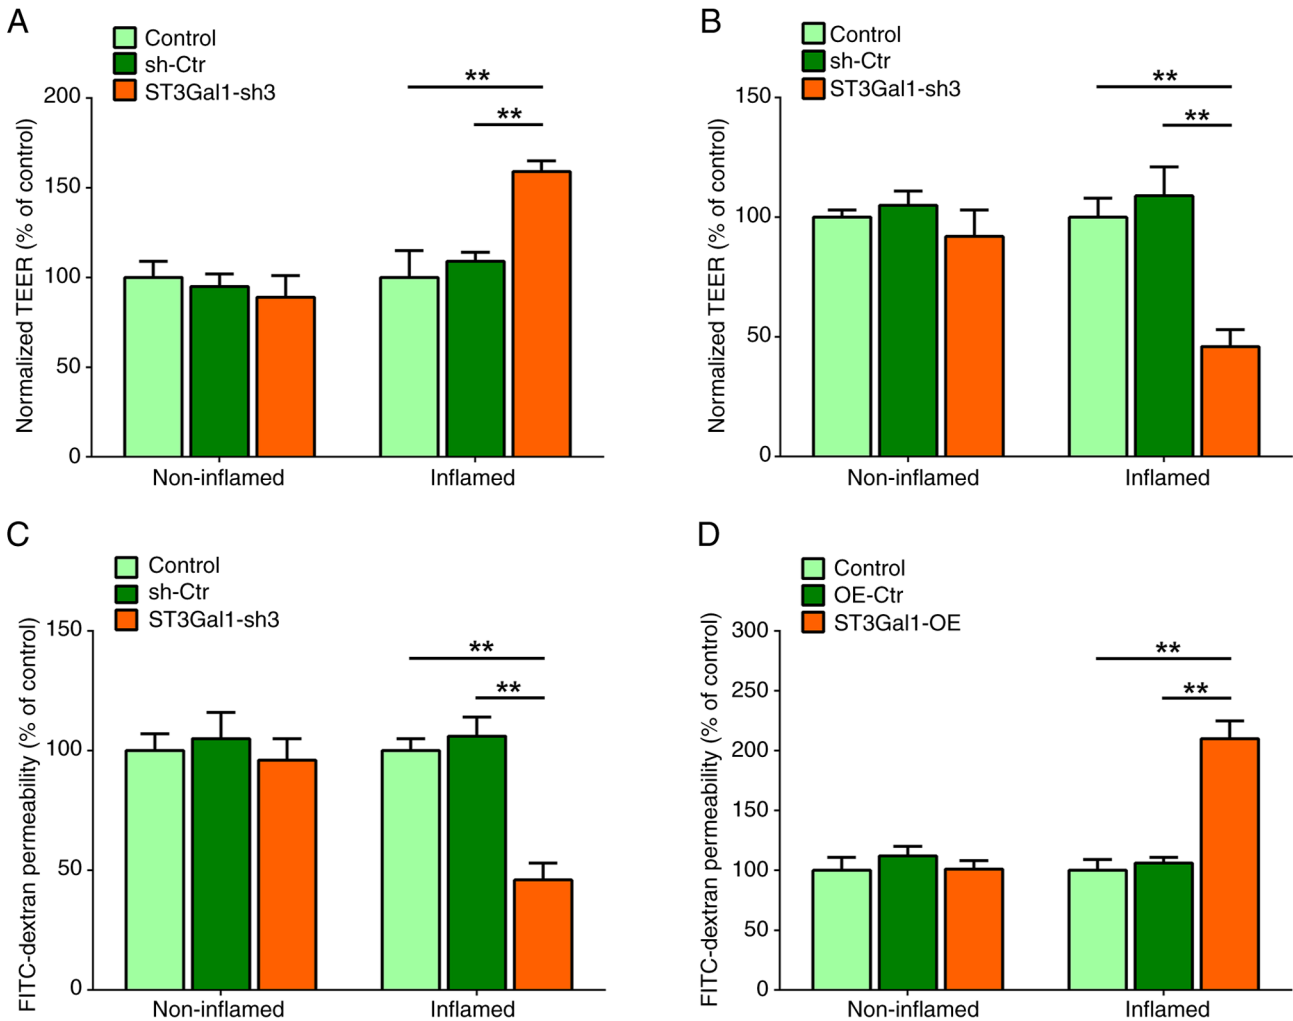 A
Control
sh-Ctr
ST3Gal1-sh3
Normalized TEER (% of control)
200
150
100
50
0
**
**
Non-inflamed
Inflamed
B
Control
sh-Ctr
ST3Gal1-sh3
Normalized TEER (% of control)
150
100
50
0
**
**
Non-inflamed
Inflamed
C
Control
sh-Ctr
ST3Gal1-sh3
FITC-dextran permeability (% of control)
150
100
50
0
**
**
Non-inflamed
Inflamed
D
Control
OE-Ctr
ST3Gal1-OE
FITC-dextran permeability (% of control)
300
250
200
150
100
50
0
**
**
Non-inflamed
Inflamed